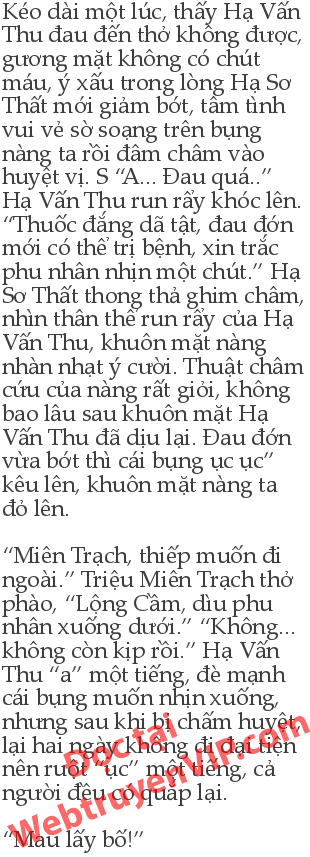 Kéo dài một lúc, thấy Hạ Vấn
Thu đau đến thở không được,
gương mặt không có chút
máu, ý xấu trong lòng Hạ Sơ
Thất mới giảm bớt, tâm tình
vui vẻ sờ soạng trên bụng
nàng ta rồi đâm châm vào
huyệt vị. S “A... Đau quá..”
Hạ Vấn Thu run rẩy khóc lên.
“Thuốc đắng dã tật, đau đớn
mới có thể trị bệnh, xin trắc
phu nhân nhịn một chút.” Hạ
Sơ Thất thong thả ghim châm,
nhìn thân thể run rẩy của Hạ
Vấn Thu, khuôn mặt nàng
nhàn nhạt ý cười. Thuật châm
cứu của nàng rất giỏi, không
bao lâu sau khuôn mặt Hạ
Vấn Thu đã dịu lại. Đau đớn
vừa bớt thì cái bụng ục ục”
kêu lên, khuôn mặt nàng ta
đỏ lên.

“Miên Trạch, thiếp muốn đi
ngoài.” Triệu Miên Trạch thở
phào, “Lộng Cầm, dìu phu
nhân xuống dưới.” “Không...
không còn kịp rồi.” Hạ Vấn
Thu “a” một tiếng, đè mạnh
cái bụng muốn nhịn xuống,
nhưng sau khi bị chấm huyệt,
lại hai ngày không đi đại tiện
nên ruột “ục” một tiếng, cả
người đều co quắp lại.

“Mau lấy bố!”
Đọc tại
WebtruyenVIP.com